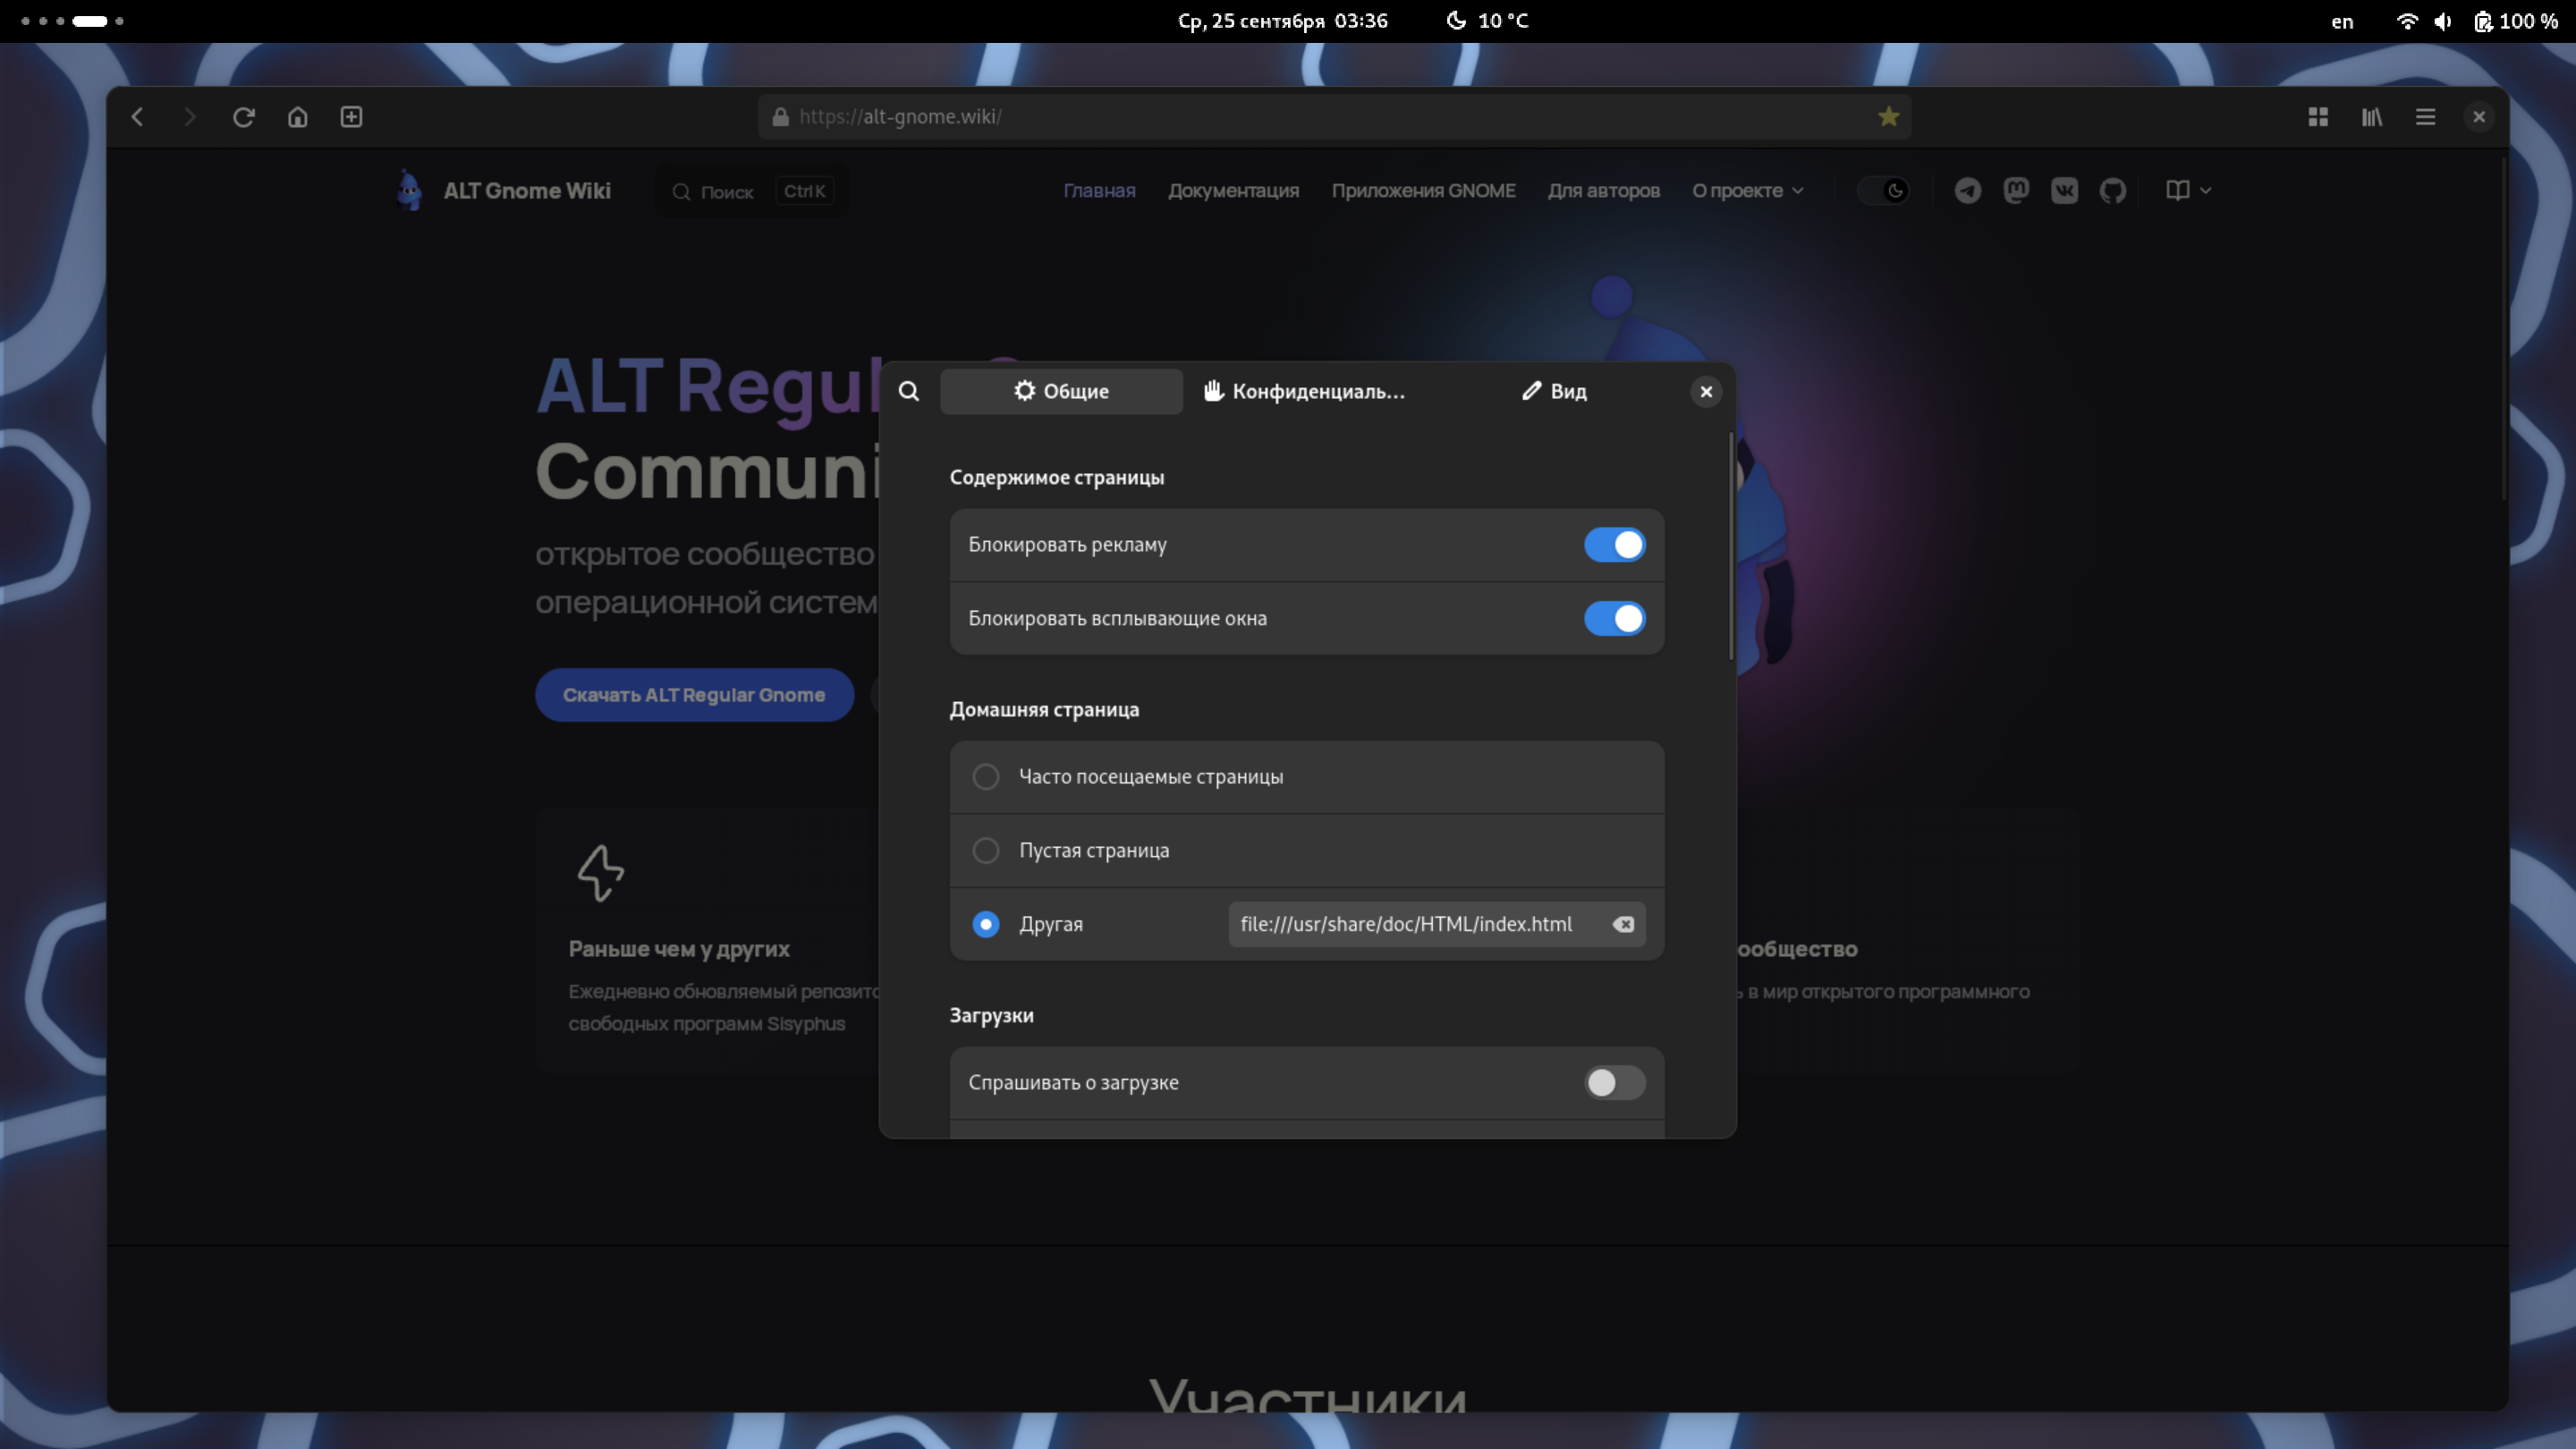 Ср, 25 сентября 03:36
10 °C
en
100 %
https://alt-gnome.wiki/
ALT Gnome Wiki
Поиск
Ctrl K
Главная
Документация
Приложения GNOME
Для авторов
О проекте
ALT Regul
Communi
открытое сообщество
операционной систем
Скачать ALT Regular Gnome
Раньше чем у других
Ежедневно обновляемый репозито
свободных программ Sisyphus
ообщество
ь в мир открытого программного
Участники
Общие
Конфиденциаль...
Вид
Содержимое страницы
Блокировать рекламу
Блокировать всплывающие окна
Домашняя страница
Часто посещаемые страницы
Пустая страница
Другая
file:///usr/share/doc/HTML/index.html
Загрузки
Спрашивать о загрузке